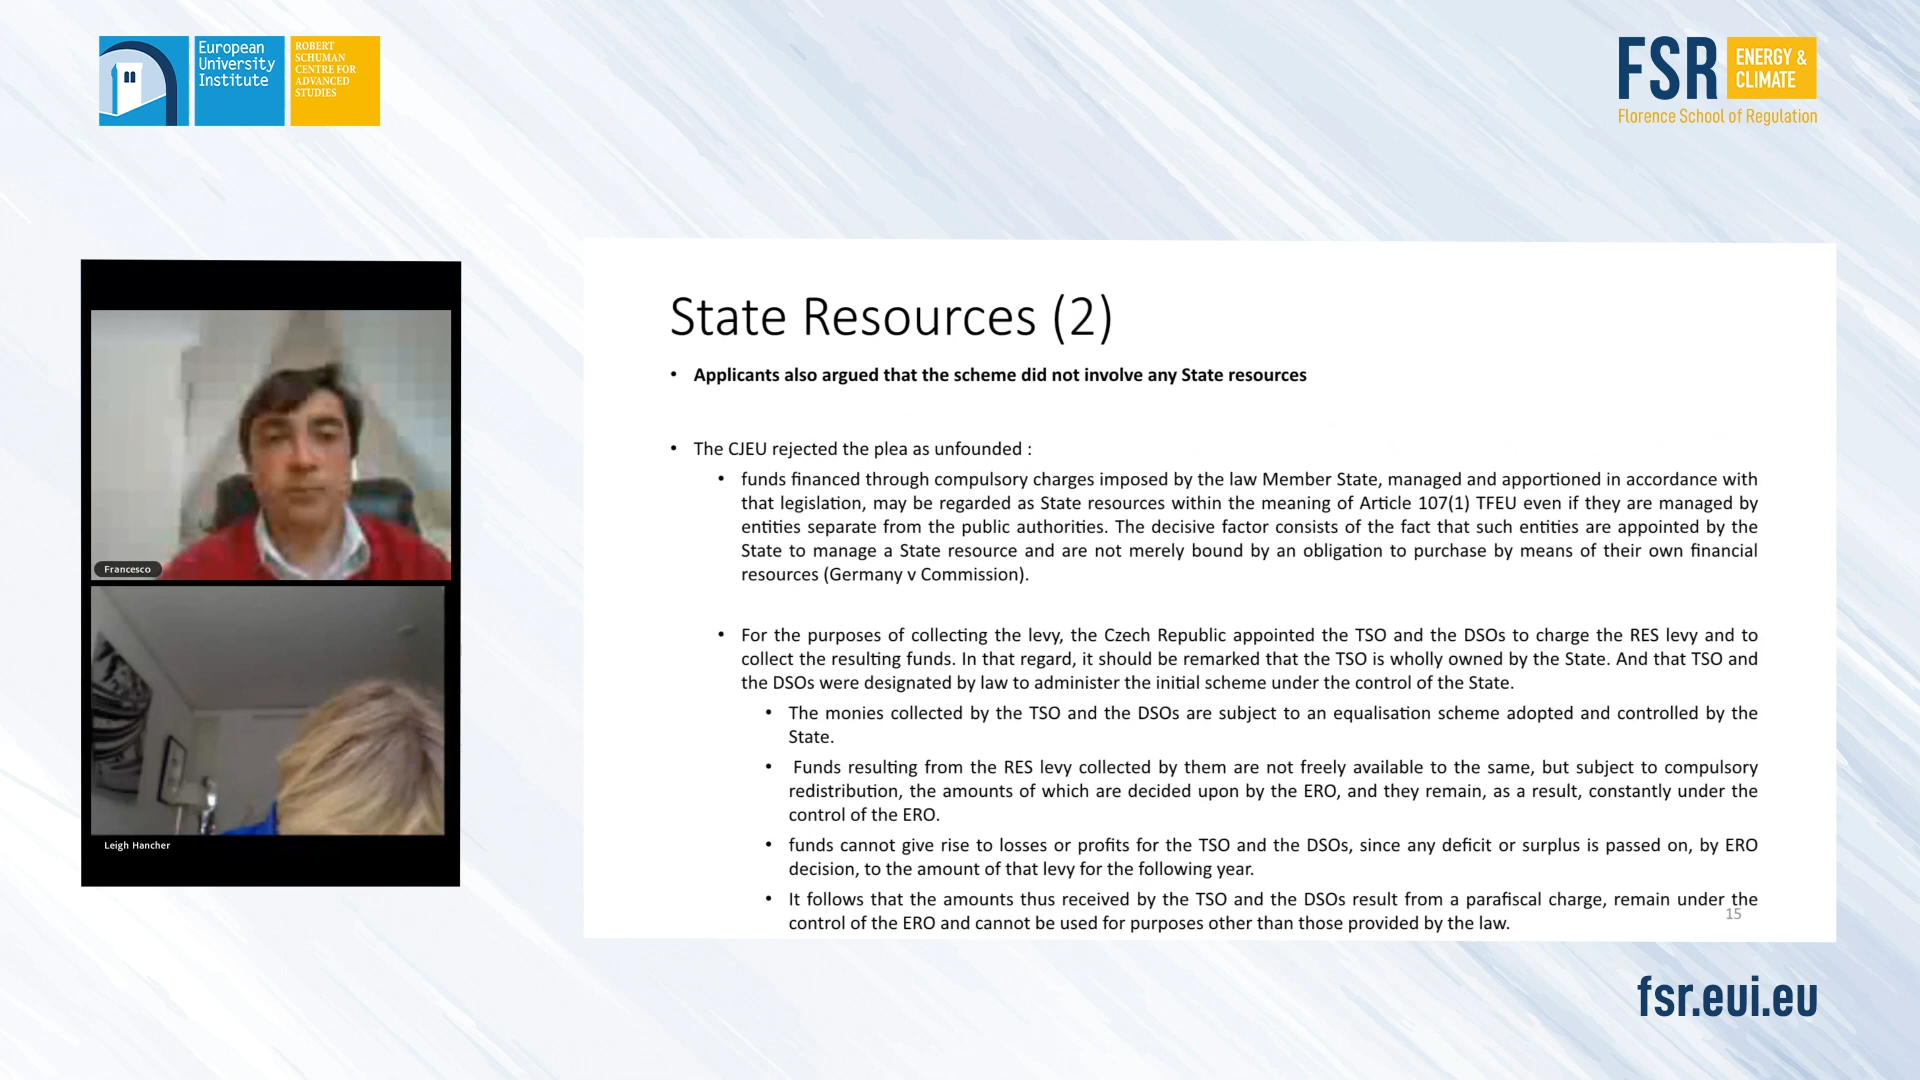 European
University
Institute
ROBERT
SCHUMAN
CENTRE FOR
ADVANCED
STUDIES
FSR
ENERGY &
CLIMATE
Florence School of Regulation
Francesco
Leigh Hancher
State Resources (2)
• Applicants also argued that the scheme did not involve any State resources
• The CJEU rejected the plea as unfounded :
• funds financed through compulsory charges imposed by the law Member State, managed and apportioned in accordance with
that legislation, may be regarded as State resources within the meaning of Article 107(1) TFEU even if they are managed by
entities separate from the public authorities. The decisive factor consists of the fact that such entities are appointed by the
State to manage a State resource and are not merely bound by an obligation to purchase by means of their own financial
resources (Germany v Commission).
• For the purposes of collecting the levy, the Czech Republic appointed the TSO and the DSOs to charge the RES levy and to
collect the resulting funds. In that regard, it should be remarked that the TSO is wholly owned by the State. And that TSO and
the DSOs were designated by law to administer the initial scheme under the control of the State.
• The monies collected by the TSO and the DSOs are subject to an equalisation scheme adopted and controlled by the
State.
• Funds resulting from the RES levy collected by them are not freely available to the same, but subject to compulsory
redistribution, the amounts of which are decided upon by the ERO, and they remain, as a result, constantly under the
control of the ERO.
• funds cannot give rise to losses or profits for the TSO and the DSOs, since any deficit or surplus is passed on, by ERO
decision, to the amount of that levy for the following year.
• It follows that the amounts thus received by the TSO and the DSOs result from a parafiscal charge, remain under the
control of the ERO and cannot be used for purposes other than those provided by the law.
15
fsr.eui.eu